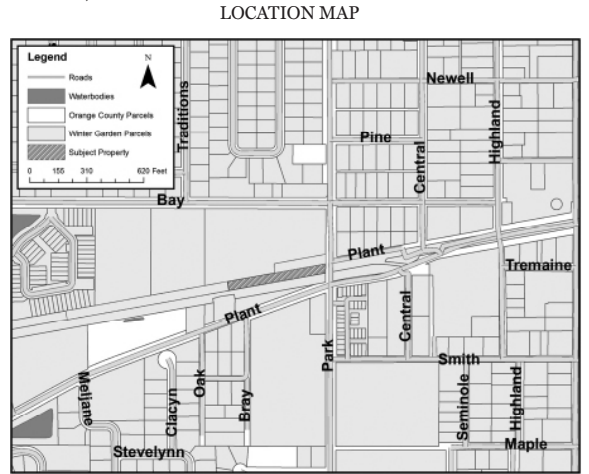 LOCATION MAP
Legend
N
Roads
Waterbodies
Orange County Parcels
Winter Garden Parcels
Subject Property
0 155 310 620 Feet
Traditions
Newell
Pine
Central
Highland
Bay
Plant
Tremaine
Plant
Central
Park
Smith
Mellane
Clacyn
Oak
Bray
Seminole
Highland
Stevelynn
Maple